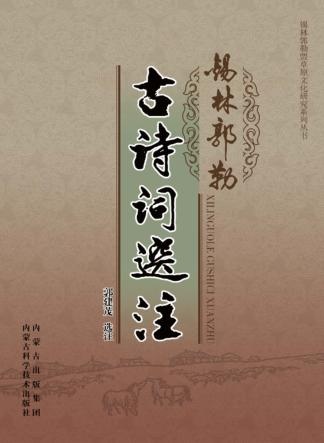 锡林郭勒盟草原文化研究系列丛书
锡林郭勒
XILINGUOLE GUSHICI XUANZHU
古诗词选注
郭建茂 选注
内蒙古出版集团
内蒙古科学技术出版社